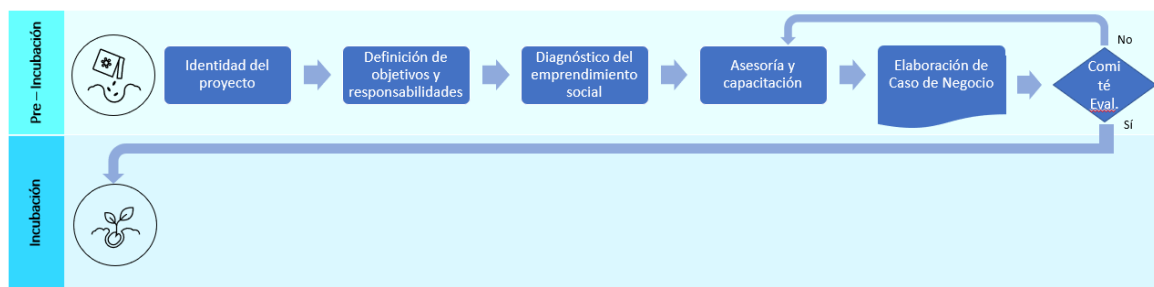 Pre – Incubación
Identidad del
proyecto
Definición de
objetivos y
responsabilidades
Diagnóstico del
emprendimiento
social
Asesoría y
capacitación
Elaboración de
Caso de Negocio
Comi
té
Eval.
No
Sí
Incubación